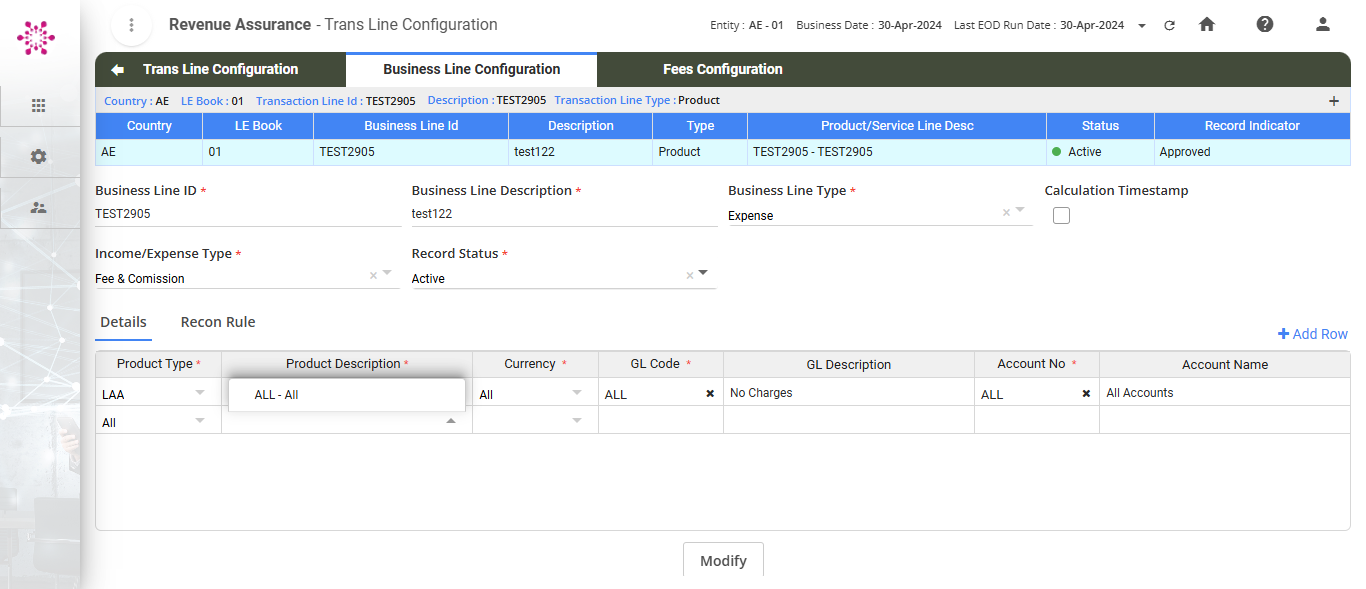 Revenue Assurance - Trans Line Configuration
Entity : AE - 01 Business Date : 30-Apr-2024 Last EOD Run Date : 30-Apr-2024
Trans Line Configuration Business Line Configuration Fees Configuration
Country : AE LE Book : 01 Transaction Line Id : TEST2905 Description : TEST2905 Transaction Line Type : Product
Country LE Book Business Line Id Description Type Product/Service Line Desc Status Record Indicator
AE 01 TEST2905 test122 Product TEST2905 - TEST2905 Active Approved
Business Line ID * Business Line Description * Business Line Type * Calculation Timestamp
TEST2905 test122 Expense
Income/Expense Type * Record Status *
Fee & Comission Active
Details Recon Rule
Add Row
Product Type * Product Description * Currency * GL Code * GL Description Account No * Account Name
LAA ALL - All All ALL No Charges ALL All Accounts
All
Modify